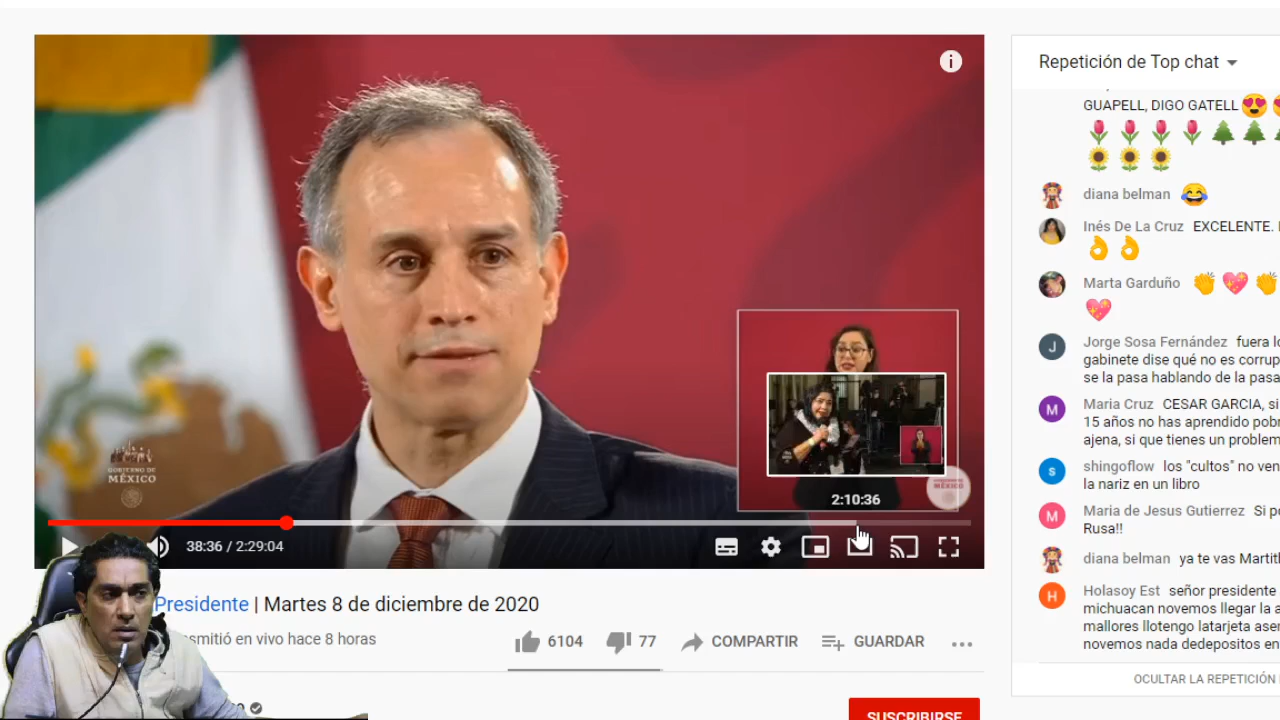 Repetición de Top chat
GUAPELL, DIGO GATELL
diana belman
Inés De La Cruz EXCELENTE.
Marta Garduño
Jorge Sosa Fernández fuera lo
gabinete dise qué no es corrup
se la pasa hablando de la pasa
Maria Cruz CESAR GARCIA, si
15 años no has aprendido pobr
ajena, si que tienes un problem
shingoflow los "cultos" no ven
la nariz en un libro
Maria de Jesus Gutierrez Si po
Rusa!!
diana belman ya te vas Martitl
Holasoy Est señor presidente
michuacan novemos llegar la a
mallores llotengo latarjeta aser
novemos nada dedepositos en
OCULTAR LA REPETICIÓN
GOBIERNO DE
MÉXICO
MÉXICO
2:10:36
38:36 / 2:29:04
Presidente | Martes 8 de diciembre de 2020
smitió en vivo hace 8 horas
6104 77 COMPARTIR GUARDAR
SUSCRIBIRSE
J
M
s
M
H